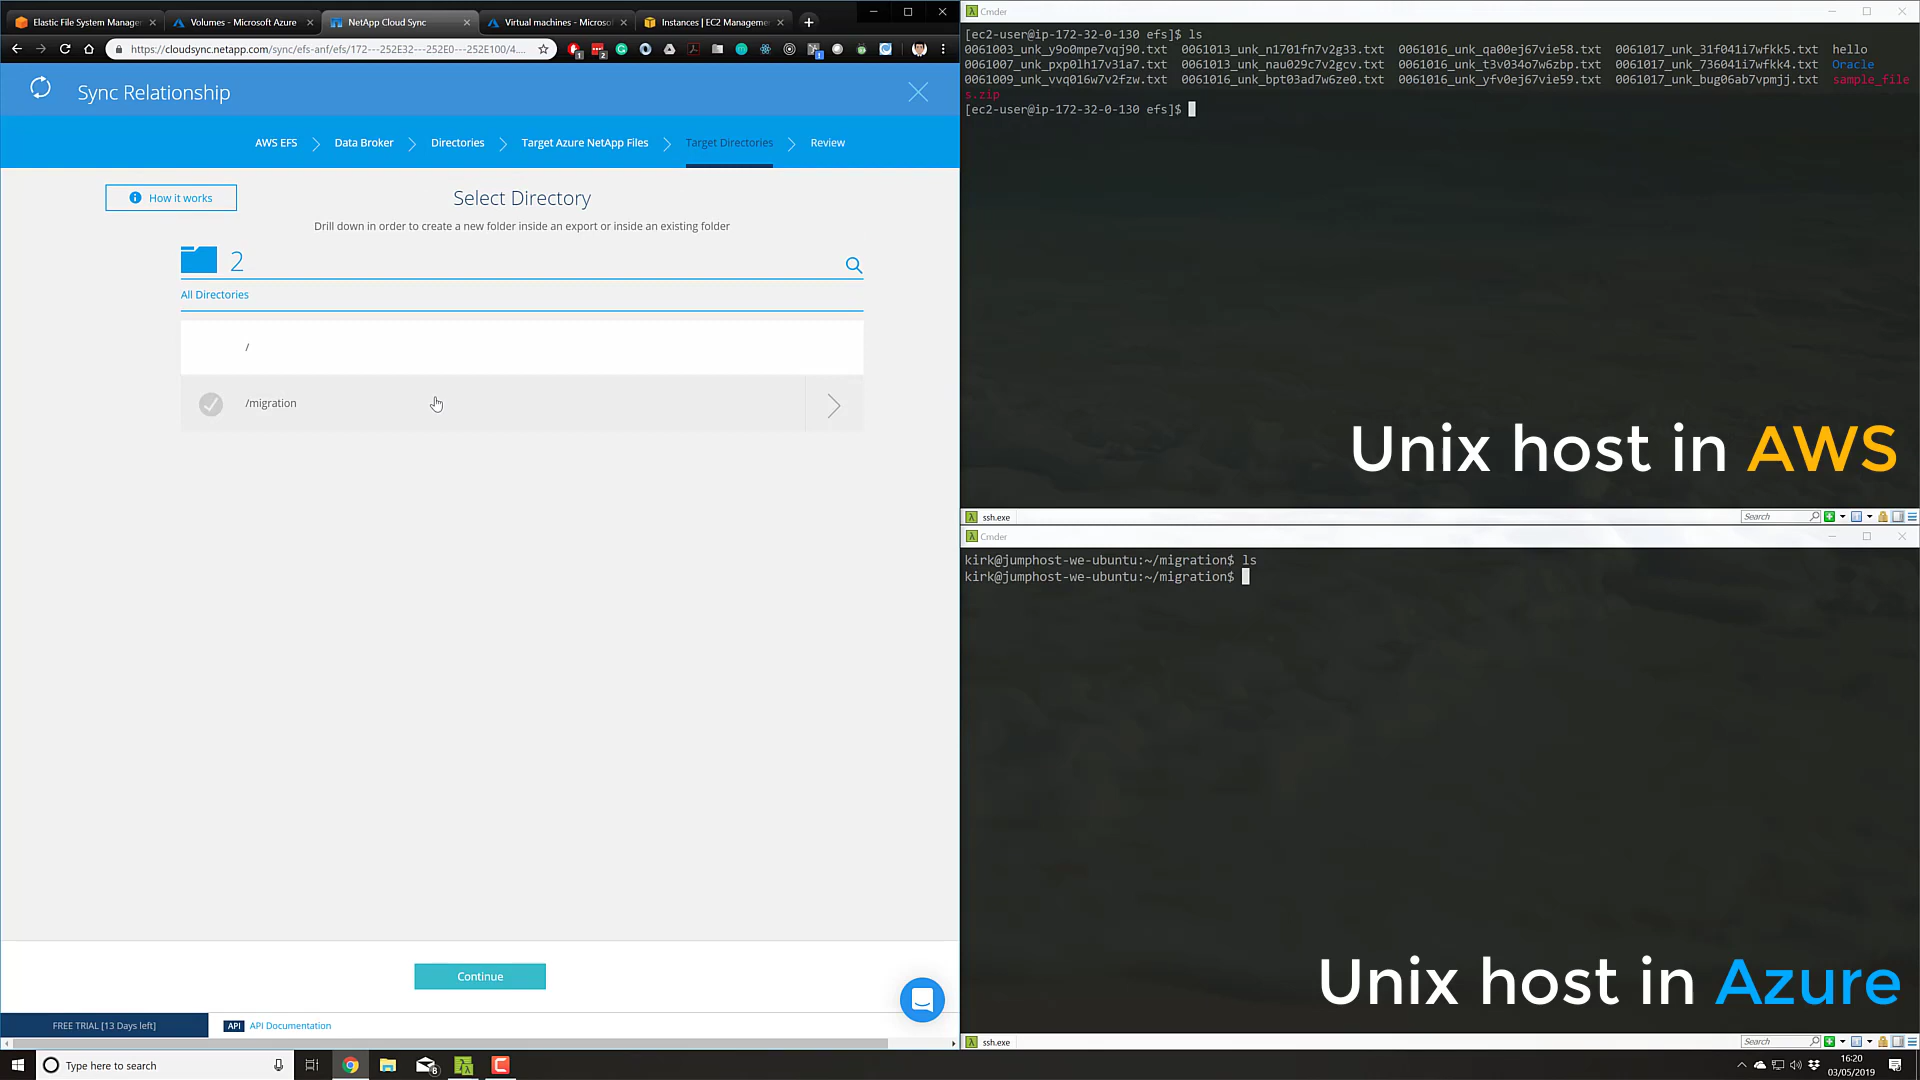 Elastic File System Manager
Volumes - Microsoft Azure
NetApp Cloud Sync
Virtual machines - Microso
Instances | EC2 Manageme
https://cloudsync.netapp.com/sync/efs-anf/efs/172---252E32---252E0---252E100/4....
Sync Relationship
AWS EFS
Data Broker
Directories
Target Azure NetApp Files
Target Directories
Review
How it works
Select Directory
Drill down in order to create a new folder inside an export or inside an existing folder
2
All Directories
/
/migration
Continue
FREE TRIAL [13 Days left]
API API Documentation
Cmder
[ec2-user@ip-172-32-0-130 efs]$ ls
0061003_unk_y9o0mpe7vqj90.txt 0061013_unk_n1701fn7v2g33.txt 0061016_unk_qa00ej67vie58.txt 0061017_unk_31f041i7wfkk5.txt hello
0061007_unk_pxp0lh17v31a7.txt 0061013_unk_nau029c7v2gcv.txt 0061016_unk_t3v034o7w6zbp.txt 0061017_unk_736041i7wfkk4.txt Oracle
0061009_unk_vvq016w7v2fzw.txt 0061016_unk_bpt03ad7w6ze0.txt 0061016_unk_yfv0ej67vie59.txt 0061017_unk_bug06ab7vpmjj.txt sample_file
s.zip
[ec2-user@ip-172-32-0-130 efs]$
Unix host in AWS
ssh.exe
Search
Cmder
kirk@jumphost-we-ubuntu:~/migration$ ls
kirk@jumphost-we-ubuntu:~/migration$
Unix host in Azure
ssh.exe
Search
Type here to search
8
16:20
03/05/2019